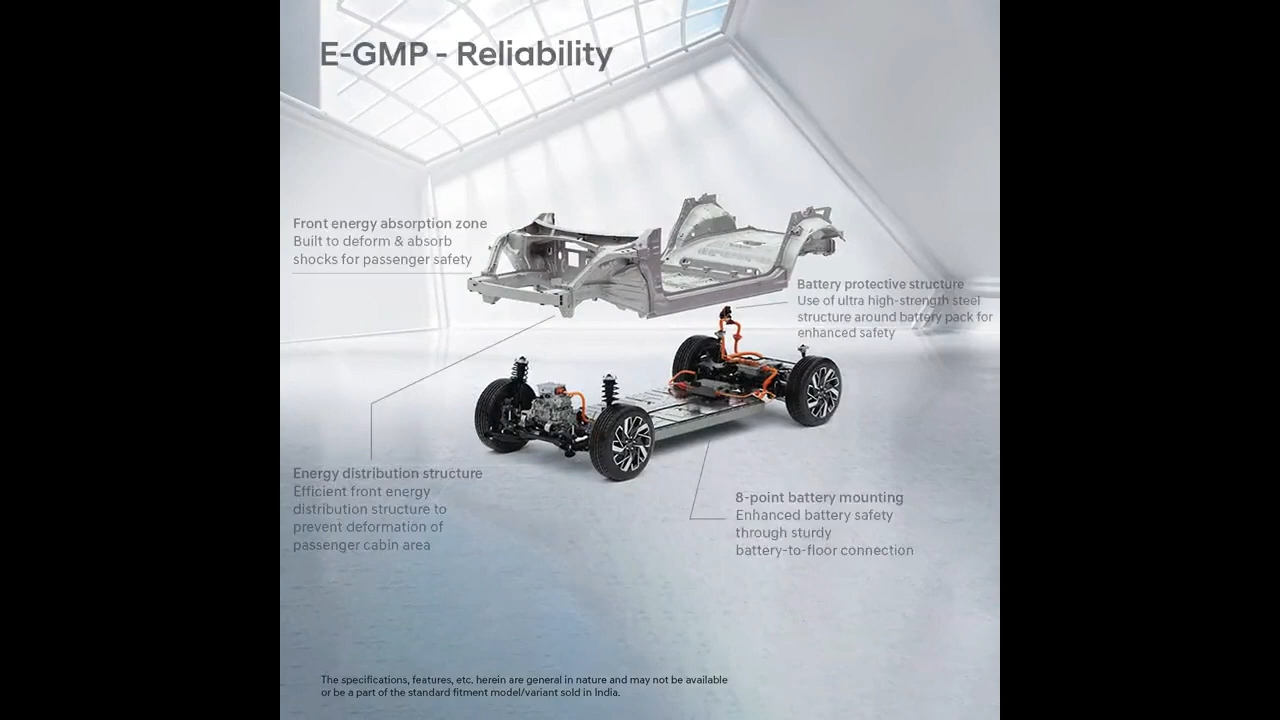 E-GMP - Reliability
Front energy absorption zone
Built to deform & absorb
shocks for passenger safety
Battery protective structure
Use of ultra high-strength steel
structure around battery pack for
enhanced safety
Energy distribution structure
Efficient front energy
distribution structure to
prevent deformation of
passenger cabin area
8-point battery mounting
Enhanced battery safety
through sturdy
battery-to-floor connection
The specifications, features, etc. herein are general in nature and may not be available
or be a part of the standard fitment model/variant sold in India.